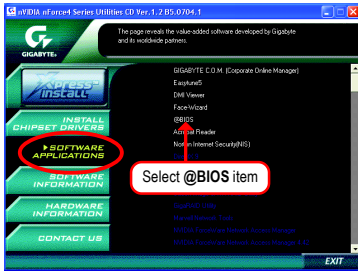 nVIDIA nForce4 Series Utilities CD Ver.1.2 B5.0704.1
GIGABYTE
The page reveals the value-added software developed by Gigabyte
and its worldwide partners.
Xpress-
Install
INSTALL
CHIPSET DRIVERS
SOFTWARE
APPLICATIONS
SOFTWARE
INFORMATION
HARDWARE
INFORMATION
CONTACT US
GIGABYTE C.O.M. (Corporate Online Manager)
Easytune5
DMI Viewer
Face-Wizard
@BIOS
Acrobat Reader
Norton Internet Security(NIS)
Select @BIOS item
EXIT